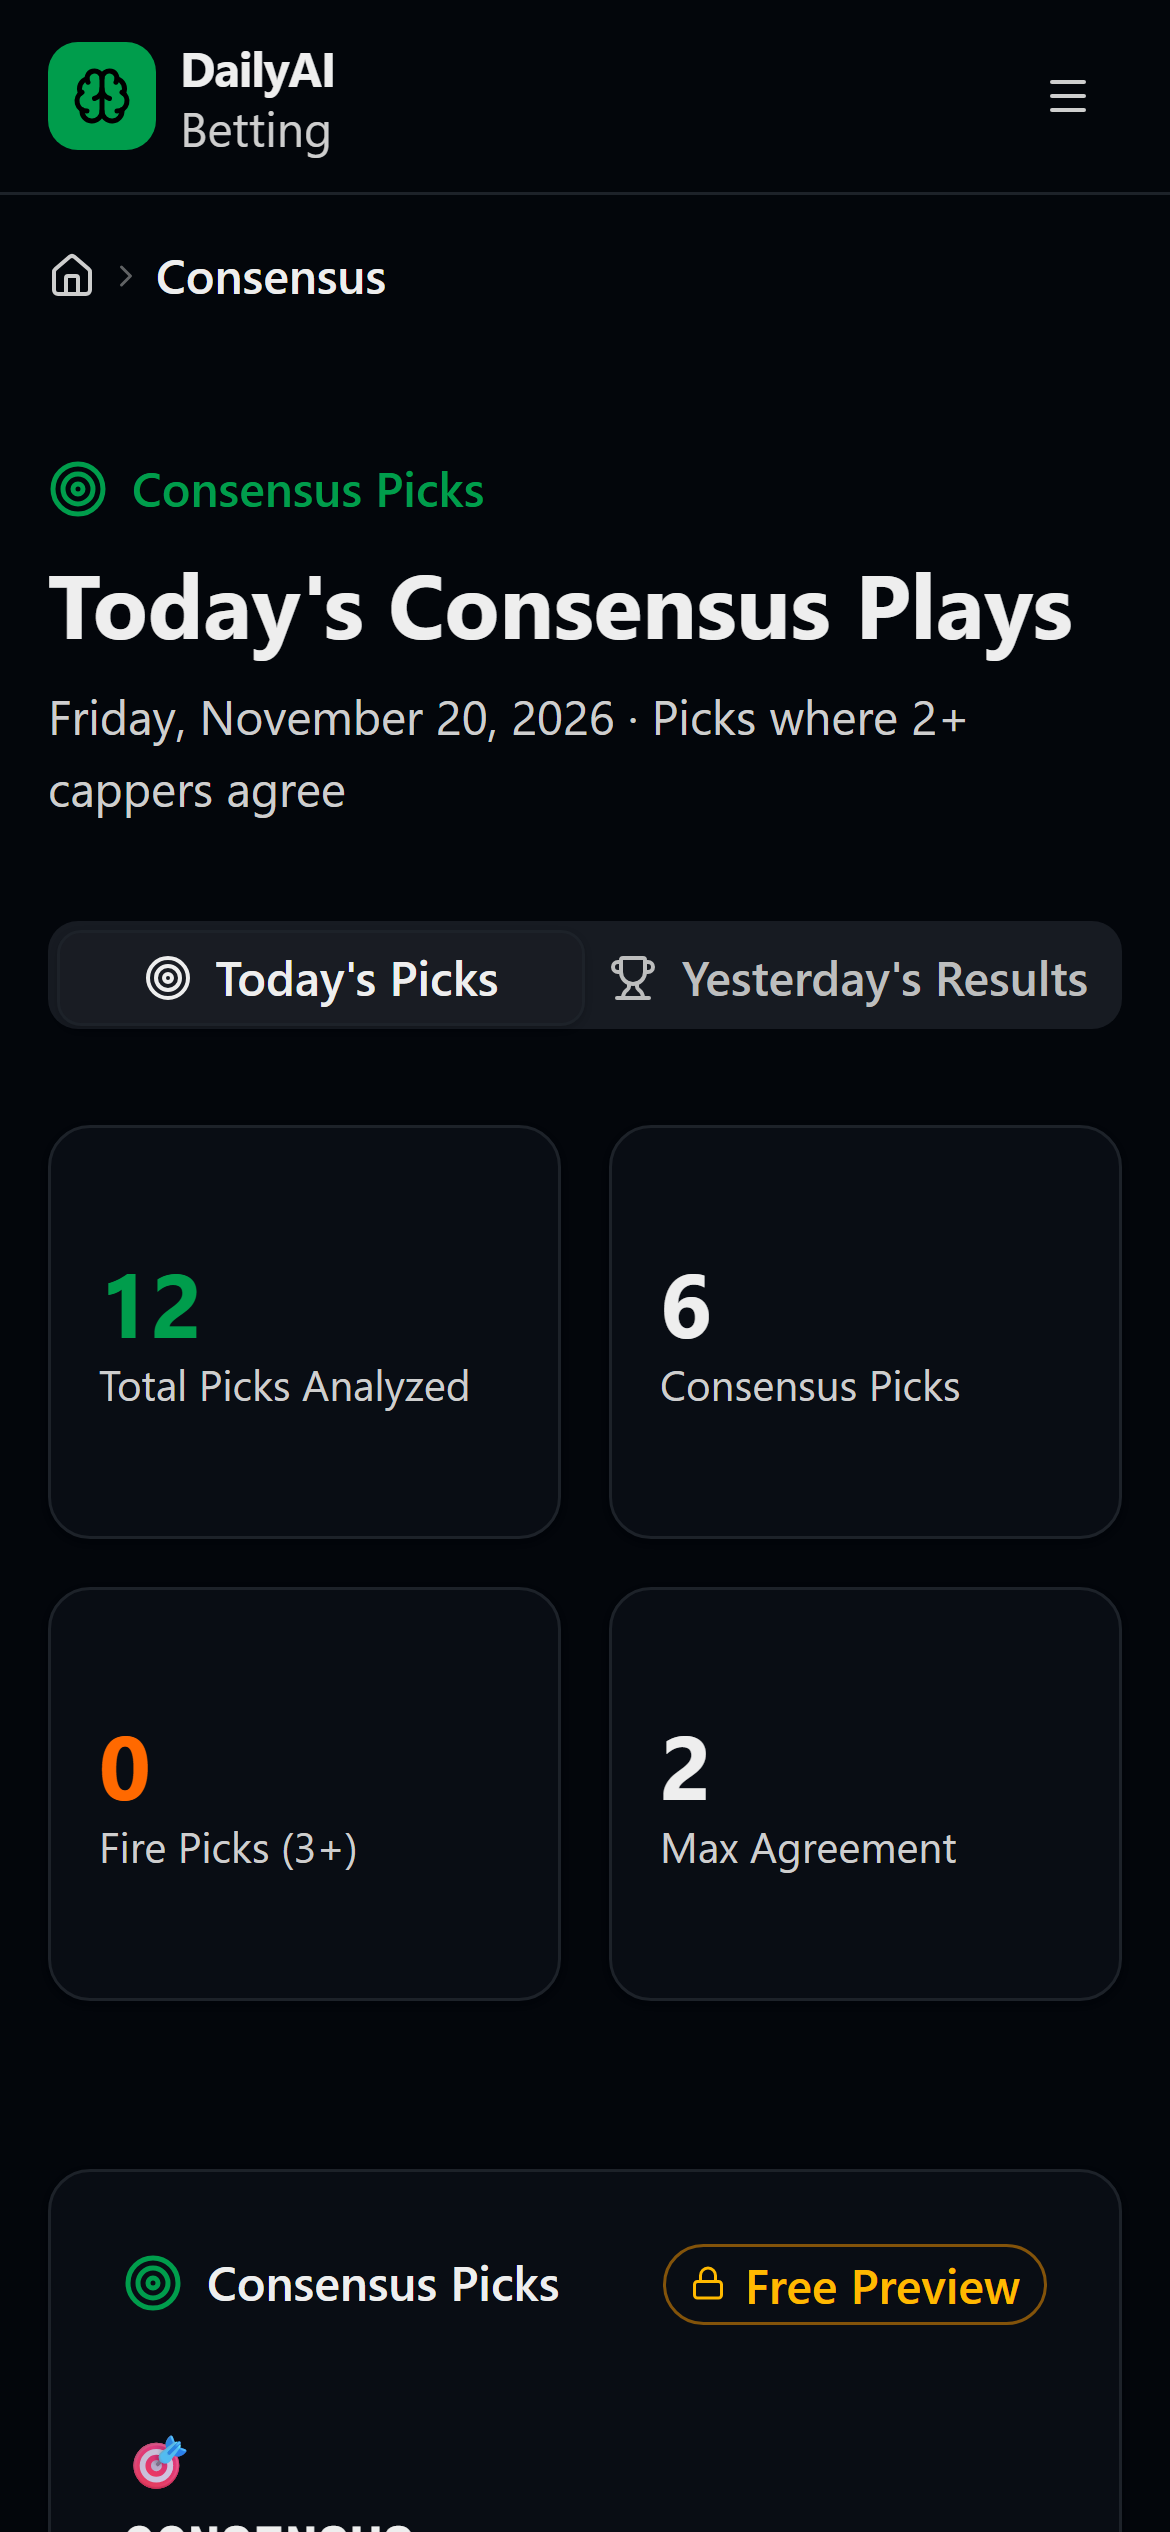 DailyAI
Betting
Consensus
Consensus Picks
Today's Consensus Plays
Friday, November 20, 2026 · Picks where 2+
cappers agree
Today's Picks
Yesterday's Results
12
Total Picks Analyzed
6
Consensus Picks
0
Fire Picks (3+)
2
Max Agreement
Consensus Picks
Free Preview